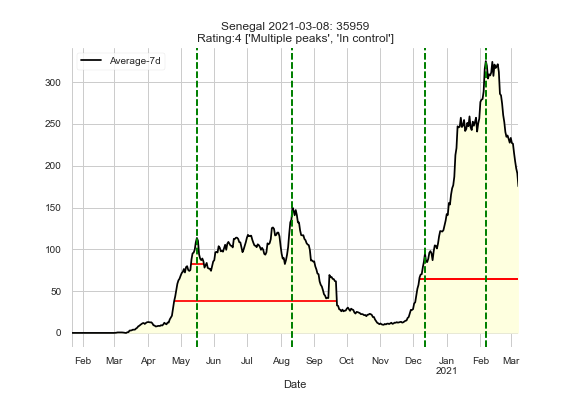 Senegal 2021-03-08: 35959
Rating:4 ['Multiple peaks', 'In control']
Average-7d
300
250
200
150
100
50
0
Feb Mar Apr May Jun Jul Aug Sep Oct Nov Dec Jan Feb Mar
2021
Date